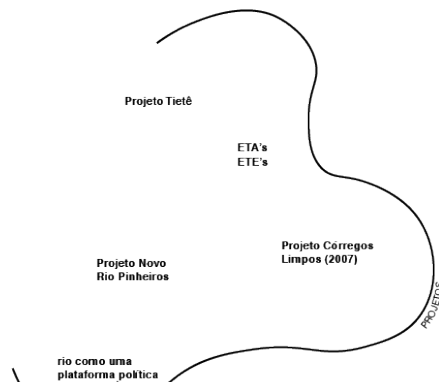 Projeto Tietê
ETA's
ETE's
Projeto Córregos
Limpos (2007)
Projeto Novo
Rio Pinheiros
PROJETOS
rio como uma
plataforma política